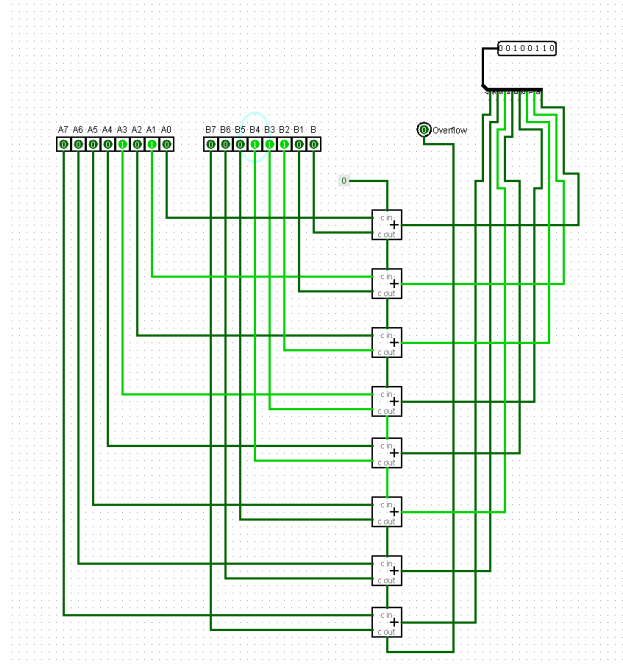 00100110
A7 A6 A5 A4 A3 A2 A1 A0 B7 B6 B5 B4 B3 B2 B1 B 0 Overflow
0 0 0 0 1 0 1 0 0 0 0 1 1 1 0 0
0
c in
+
c out
c in
+
c out
c in
+
c out
c in
+
c out
c in
+
c out
c in
+
c out
c in
+
c out
c in
+
c out